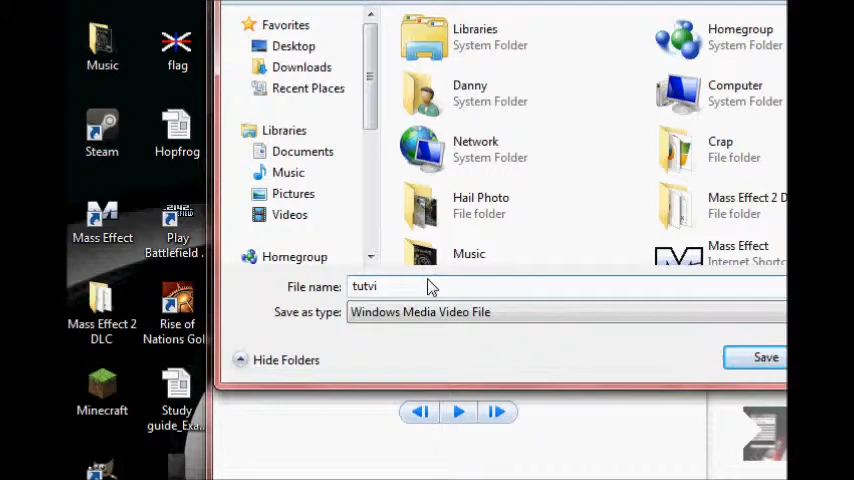 Music
flag
Steam
Hopfrog
Mass Effect
Play
Battlefield .
Mass Effect 2
DLC
Rise of
Nations Gol
Minecraft
Study
guide_Exa...
Favorites
Desktop
Downloads
Recent Places
Libraries
Documents
Music
Pictures
Videos
Homegroup
Libraries
System Folder
Homegroup
System Folder
Danny
System Folder
Computer
System Folder
Network
System Folder
Crap
File folder
Hail Photo
File folder
Mass Effect 2 D
File folder
Music
Mass Effect
Internet Shortc
File name: tutvi
Save as type: Windows Media Video File
Hide Folders
Save